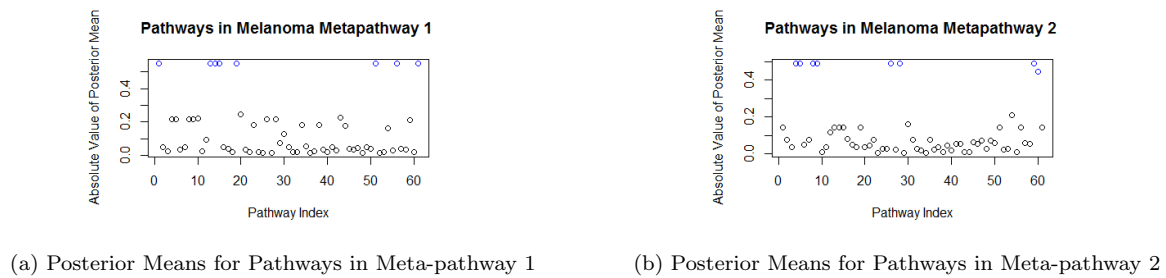 Pathways in Melanoma Metapathway 1
Absolute Value of Posterior Mean
0.4
0.2
0.0
0 10 20 30 40 50 60
Pathway Index
(a) Posterior Means for Pathways in Meta-pathway 1
Pathways in Melanoma Metapathway 2
Absolute Value of Posterior Mean
0.4
0.2
0.0
0 10 20 30 40 50 60
Pathway Index
(b) Posterior Means for Pathways in Meta-pathway 2